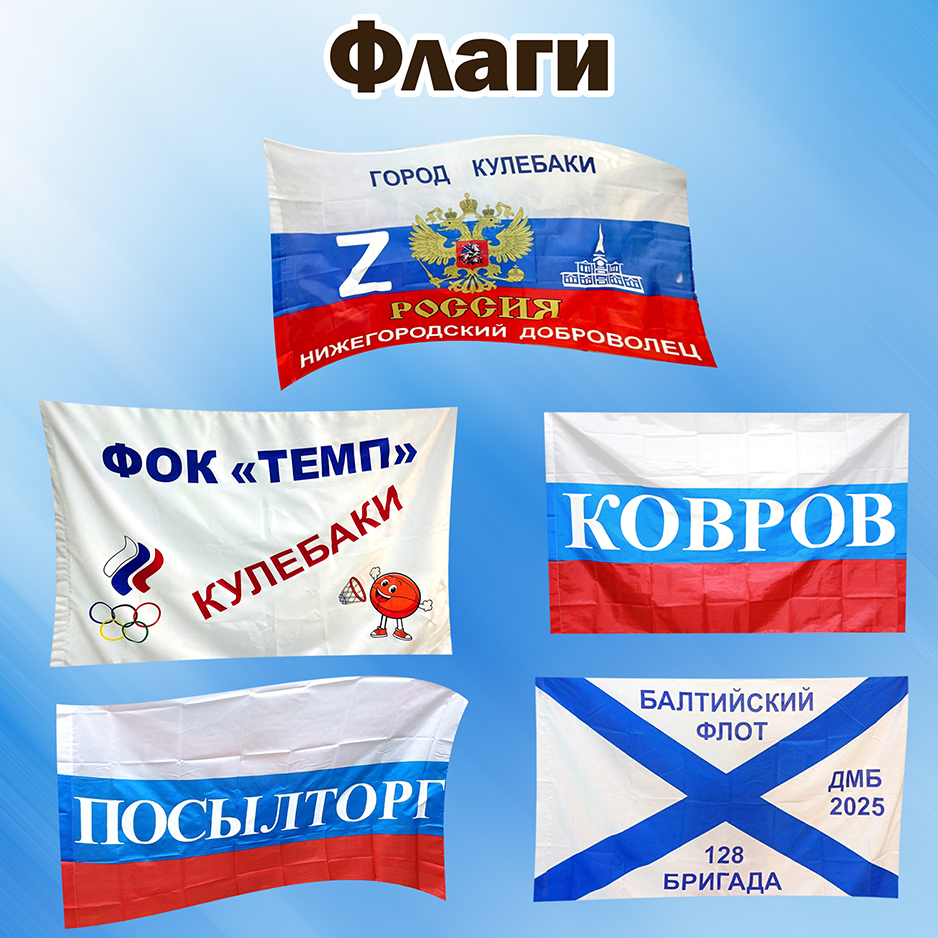 Флаги
ГОРОД КУЛЕБАКИ
Z
РОССИЯ
НИЖЕГОРОДСКИЙ ДОБРОВОЛЕЦ
ФОК «ТЕМП»
КУЛЕБАКИ
КОВРОВ
ПОСЫЛТОРГ
БАЛТИЙСКИЙ
ФЛОТ
ДМБ
2025
128
БРИГАДА